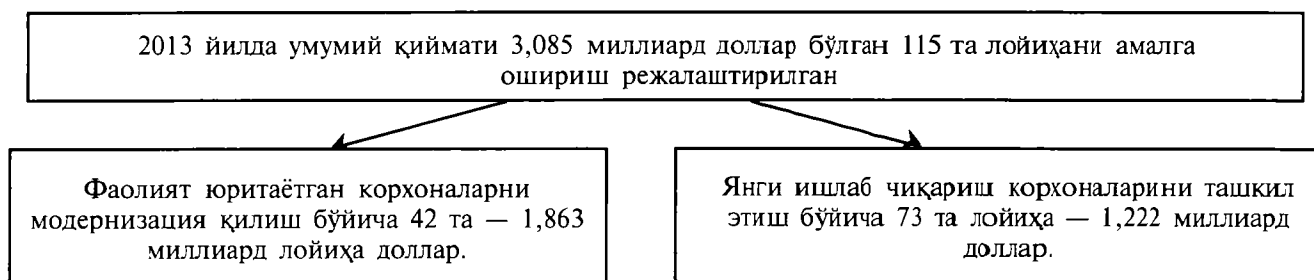 2013 йилда умумий қиймати 3,085 миллиард доллар бўлган 115 та лойиҳани амалга
ошириш режалаштирилган
Фаолият юритаётган корхоналарни
модернизация қилиш бўйича 42 та — 1,863
миллиард лойиҳа доллар.
Янги ишлаб чиқариш корхоналарини ташкил
этиш бўйича 73 та лойиҳа — 1,222 миллиард
доллар.